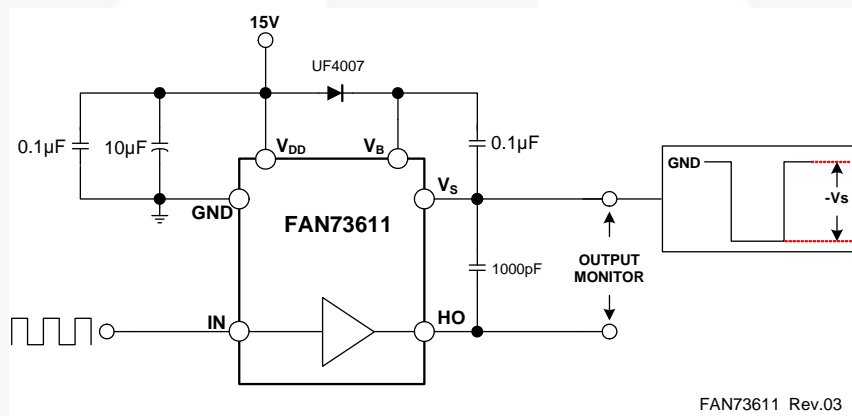 15V
UF4007
0.1µF
10µF
VDD
VB
0.1µF
GND
-Vs
VS
GND
FAN73611
1000pF
OUTPUT
MONITOR
IN
HO
FAN73611 Rev.03